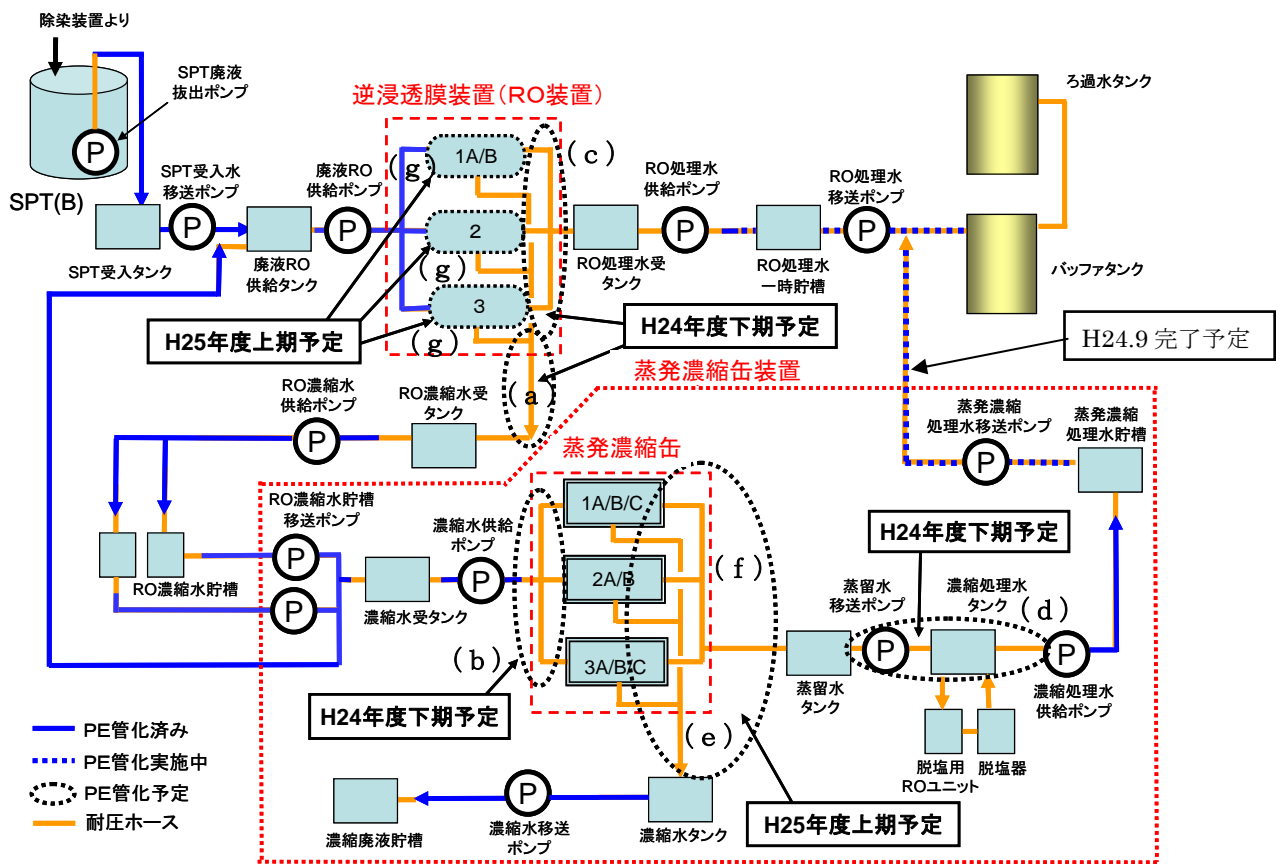 除染装置より
SPT廃液
抜出ポンプ
P
SPT(B)
SPT受入水
移送ポンプ
P
SPT受入タンク
廃液RO
供給タンク
廃液RO
供給ポンプ
P
逆浸透膜装置(RO装置)
1A/B
2
3
(g)
(g)
(g)
(c)
H25年度上期予定
H24年度下期予定
(a)
RO処理水受
タンク
RO処理水
供給ポンプ
P
RO処理水
一時貯槽
RO処理水
移送ポンプ
P
ろ過水タンク
バッファタンク
H24.9 完了予定
蒸発濃縮缶装置
RO濃縮水
供給ポンプ
P
RO濃縮水受
タンク
RO濃縮水貯槽
RO濃縮水貯槽
移送ポンプ
P
P
濃縮水受タンク
濃縮水供給
ポンプ
P
蒸発濃縮缶
1A/B/C
2A/B
3A/B/C
(b)
(f)
(e)
H24年度下期予定
蒸発濃縮
処理水移送ポンプ
P
蒸発濃縮
処理水貯槽
H24年度下期予定
蒸留水
移送ポンプ
P
濃縮処理水
タンク
(d)
P
濃縮処理水
供給ポンプ
蒸留水
タンク
脱塩用
ROユニット
脱塩器
H25年度上期予定
濃縮水タンク
P
濃縮水移送
ポンプ
濃縮廃液貯槽
PE管化済み
PE管化実施中
PE管化予定
耐圧ホース